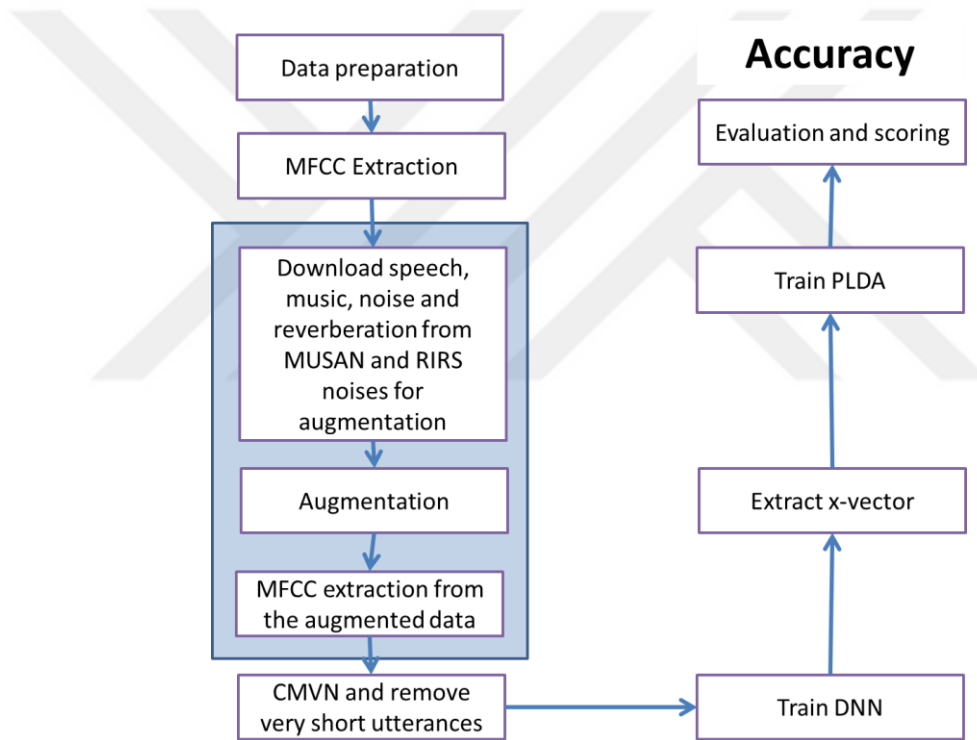 Data preparation
MFCC Extraction
Download speech,
music, noise and
reverberation from
MUSAN and RIRS
noises for
augmentation
Augmentation
MFCC extraction from
the augmented data
CMVN and remove
very short utterances
Train DNN
Extract x-vector
Train PLDA
Evaluation and scoring
Accuracy